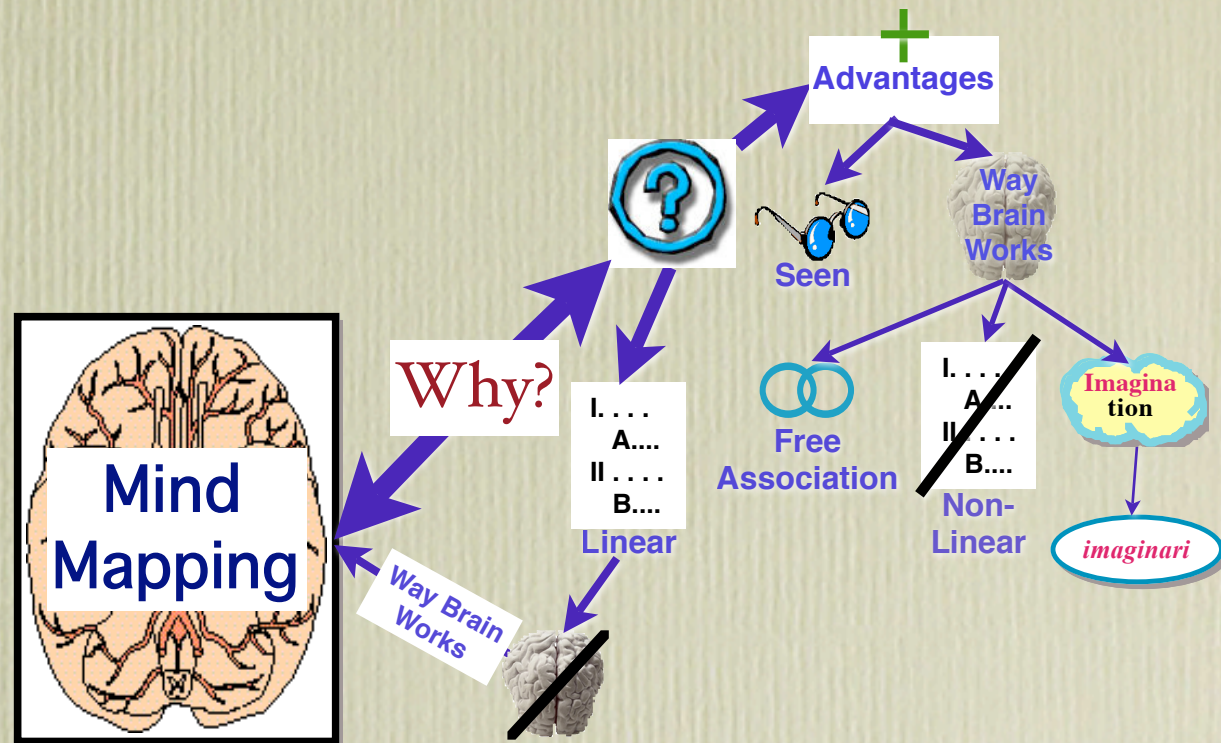 Advantages
?
Way
Brain
Works
Seen
Why?
I. . . .
A....
II . . . .
B....
Linear
Free
Association
I. . . .
A....
II . . . .
B....
Non-
Linear
Imagina
tion
imaginari
Mind
Mapping
Way Brain
Works